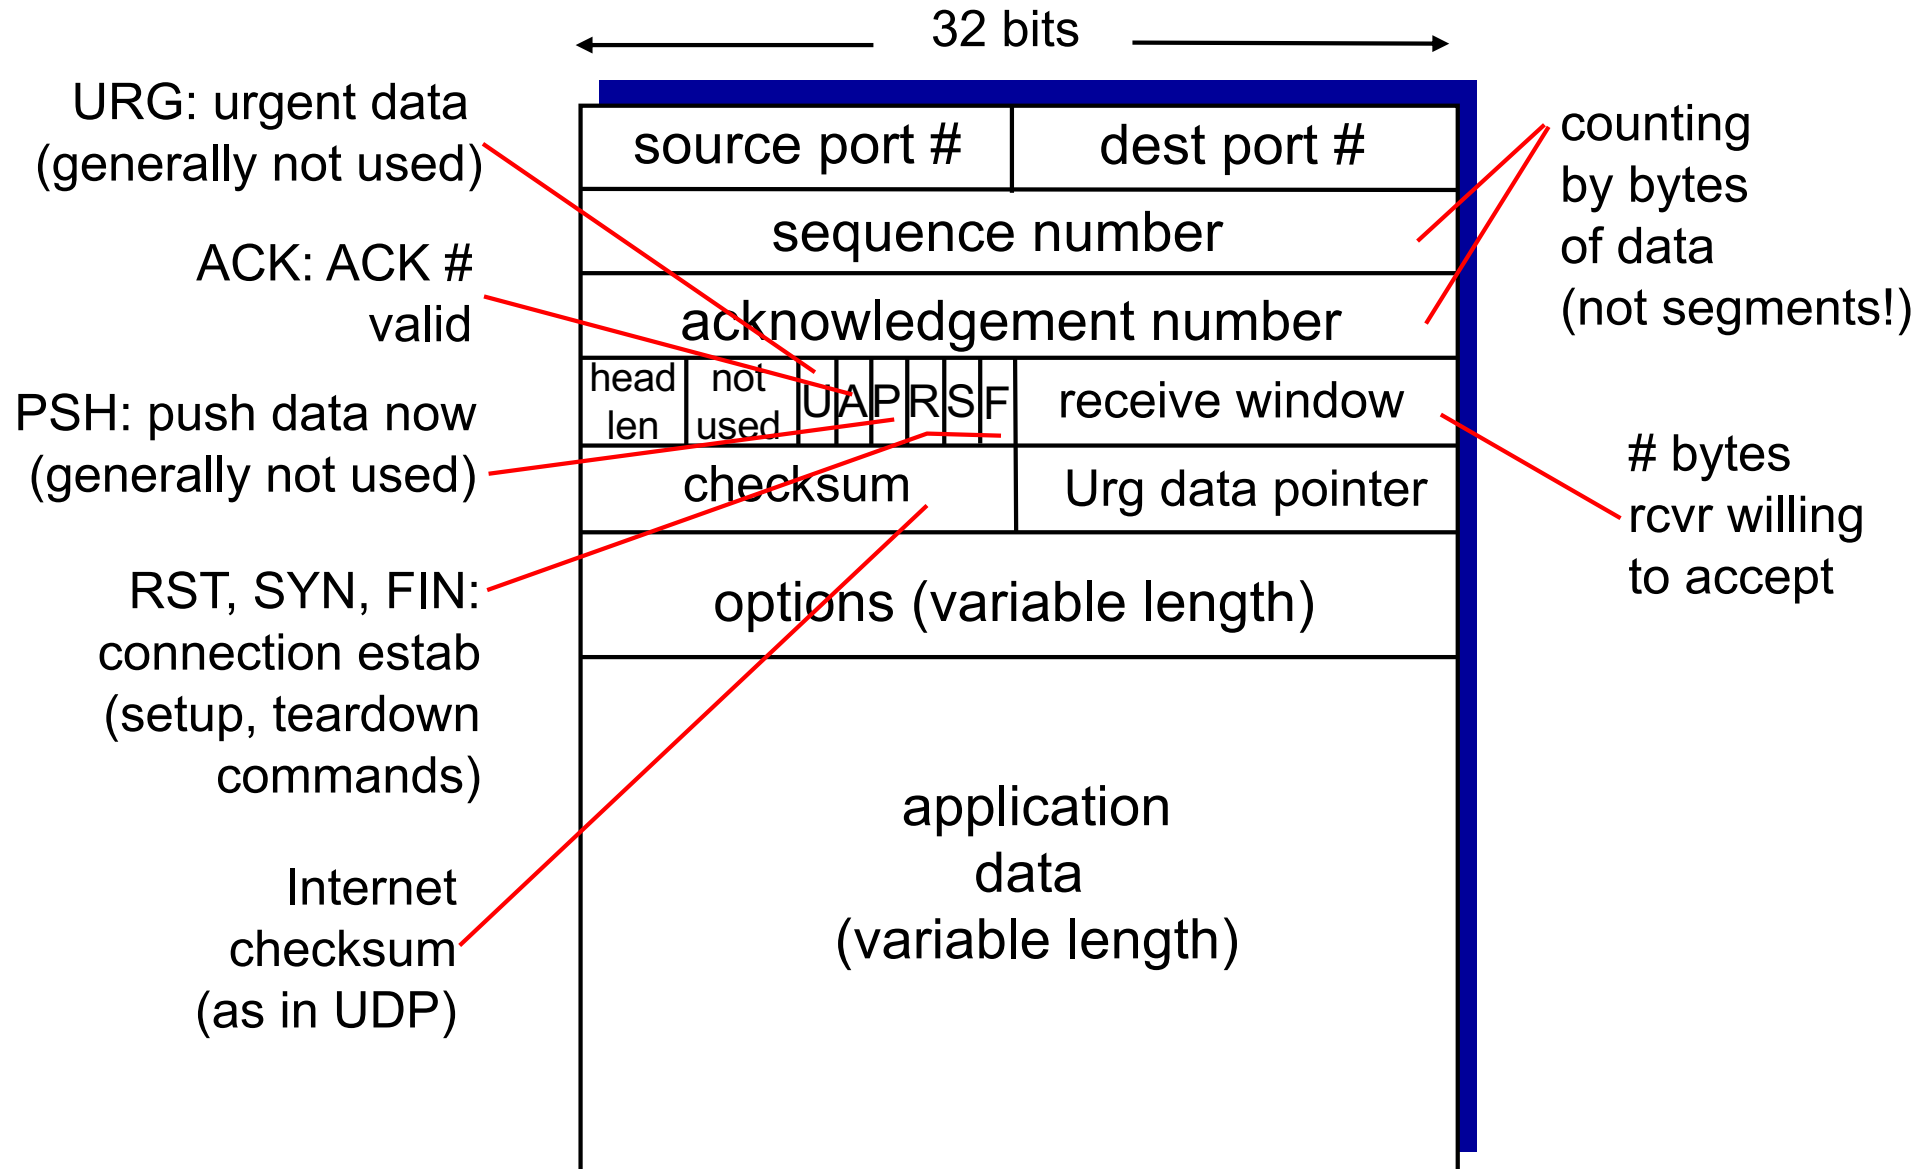 32 bits
URG: urgent data
(generally not used)
ACK: ACK #
valid
PSH: push data now
(generally not used)
RST, SYN, FIN:
connection estab
(setup, teardown
commands)
Internet
checksum
(as in UDP)
source port #
dest port #
sequence number
acknowledgement number
head
len
not
used
U
A
P
R
S
F
receive window
checksum
Urg data pointer
options (variable length)
application
data
(variable length)
counting
by bytes
of data
(not segments!)
# bytes
rcvr willing
to accept